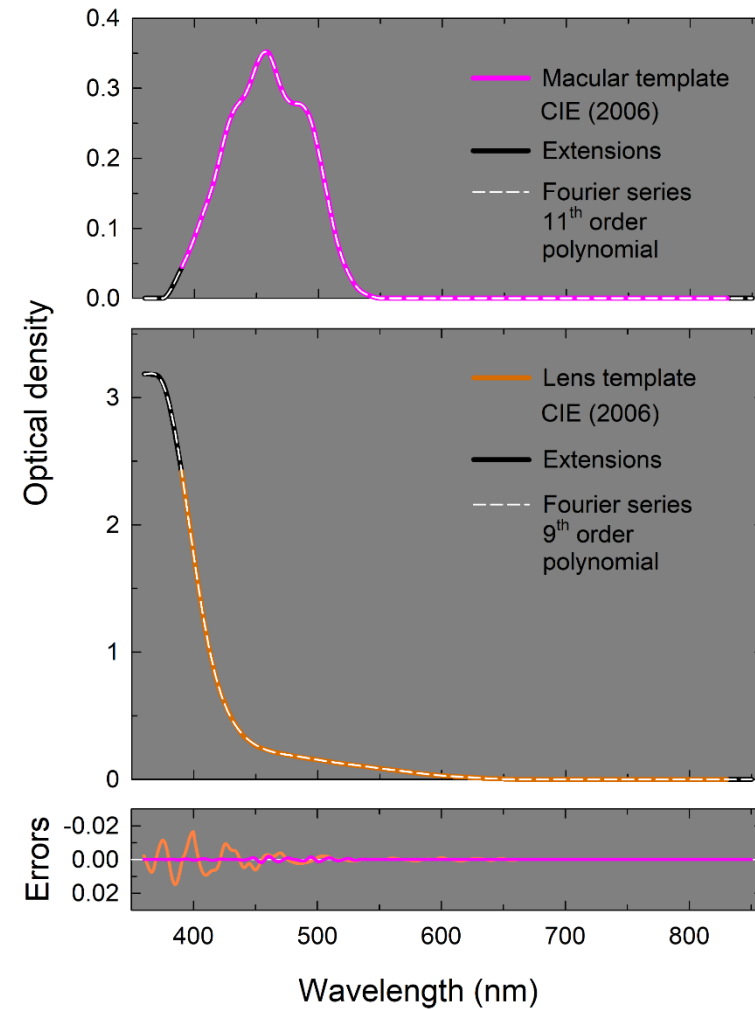 0.4
0.3
0.2
0.1
0.0
Macular template
CIE (2006)
Extensions
Fourier series
11th order
polynomial
Optical density
3
2
1
0
Lens template
CIE (2006)
Extensions
Fourier series
9th order
polynomial
Errors
-0.02
0.00
0.02
400 500 600 700 800
Wavelength (nm)